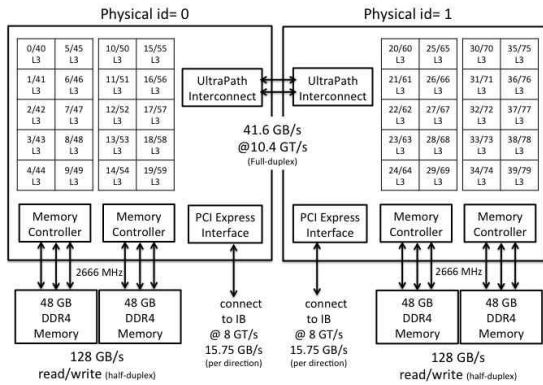 Physical id= 0
Physical id= 1
0/40 5/45 10/50 15/55
L3 L3 L3 L3
1/41 6/46 11/51 16/56
L3 L3 L3 L3
2/42 7/47 12/52 17/57
L3 L3 L3 L3
3/43 8/48 13/53 18/58
L3 L3 L3 L3
4/44 9/49 14/54 19/59
L3 L3 L3 L3
UltraPath
Interconnect
UltraPath
Interconnect
41.6 GB/s
@10.4 GT/s
(Full-duplex)
20/60 25/65 30/70 35/75
L3 L3 L3 L3
21/61 26/66 31/71 36/76
L3 L3 L3 L3
22/62 27/67 32/72 37/77
L3 L3 L3 L3
23/63 28/68 33/73 38/78
L3 L3 L3 L3
24/64 29/69 34/74 39/79
L3 L3 L3 L3
Memory
Controller
Memory
Controller
PCI Express
Interface
PCI Express
Interface
Memory
Controller
Memory
Controller
2666 MHz
2666 MHz
48 GB
DDR4
Memory
48 GB
DDR4
Memory
connect
to IB
@ 8 GT/s
15.75 GB/s
(per direction)
connect
to IB
@ 8 GT/s
15.75 GB/s
(per direction)
48 GB
DDR4
Memory
48 GB
DDR4
Memory
128 GB/s
read/write (half-duplex)
128 GB/s
read/write (half-duplex)